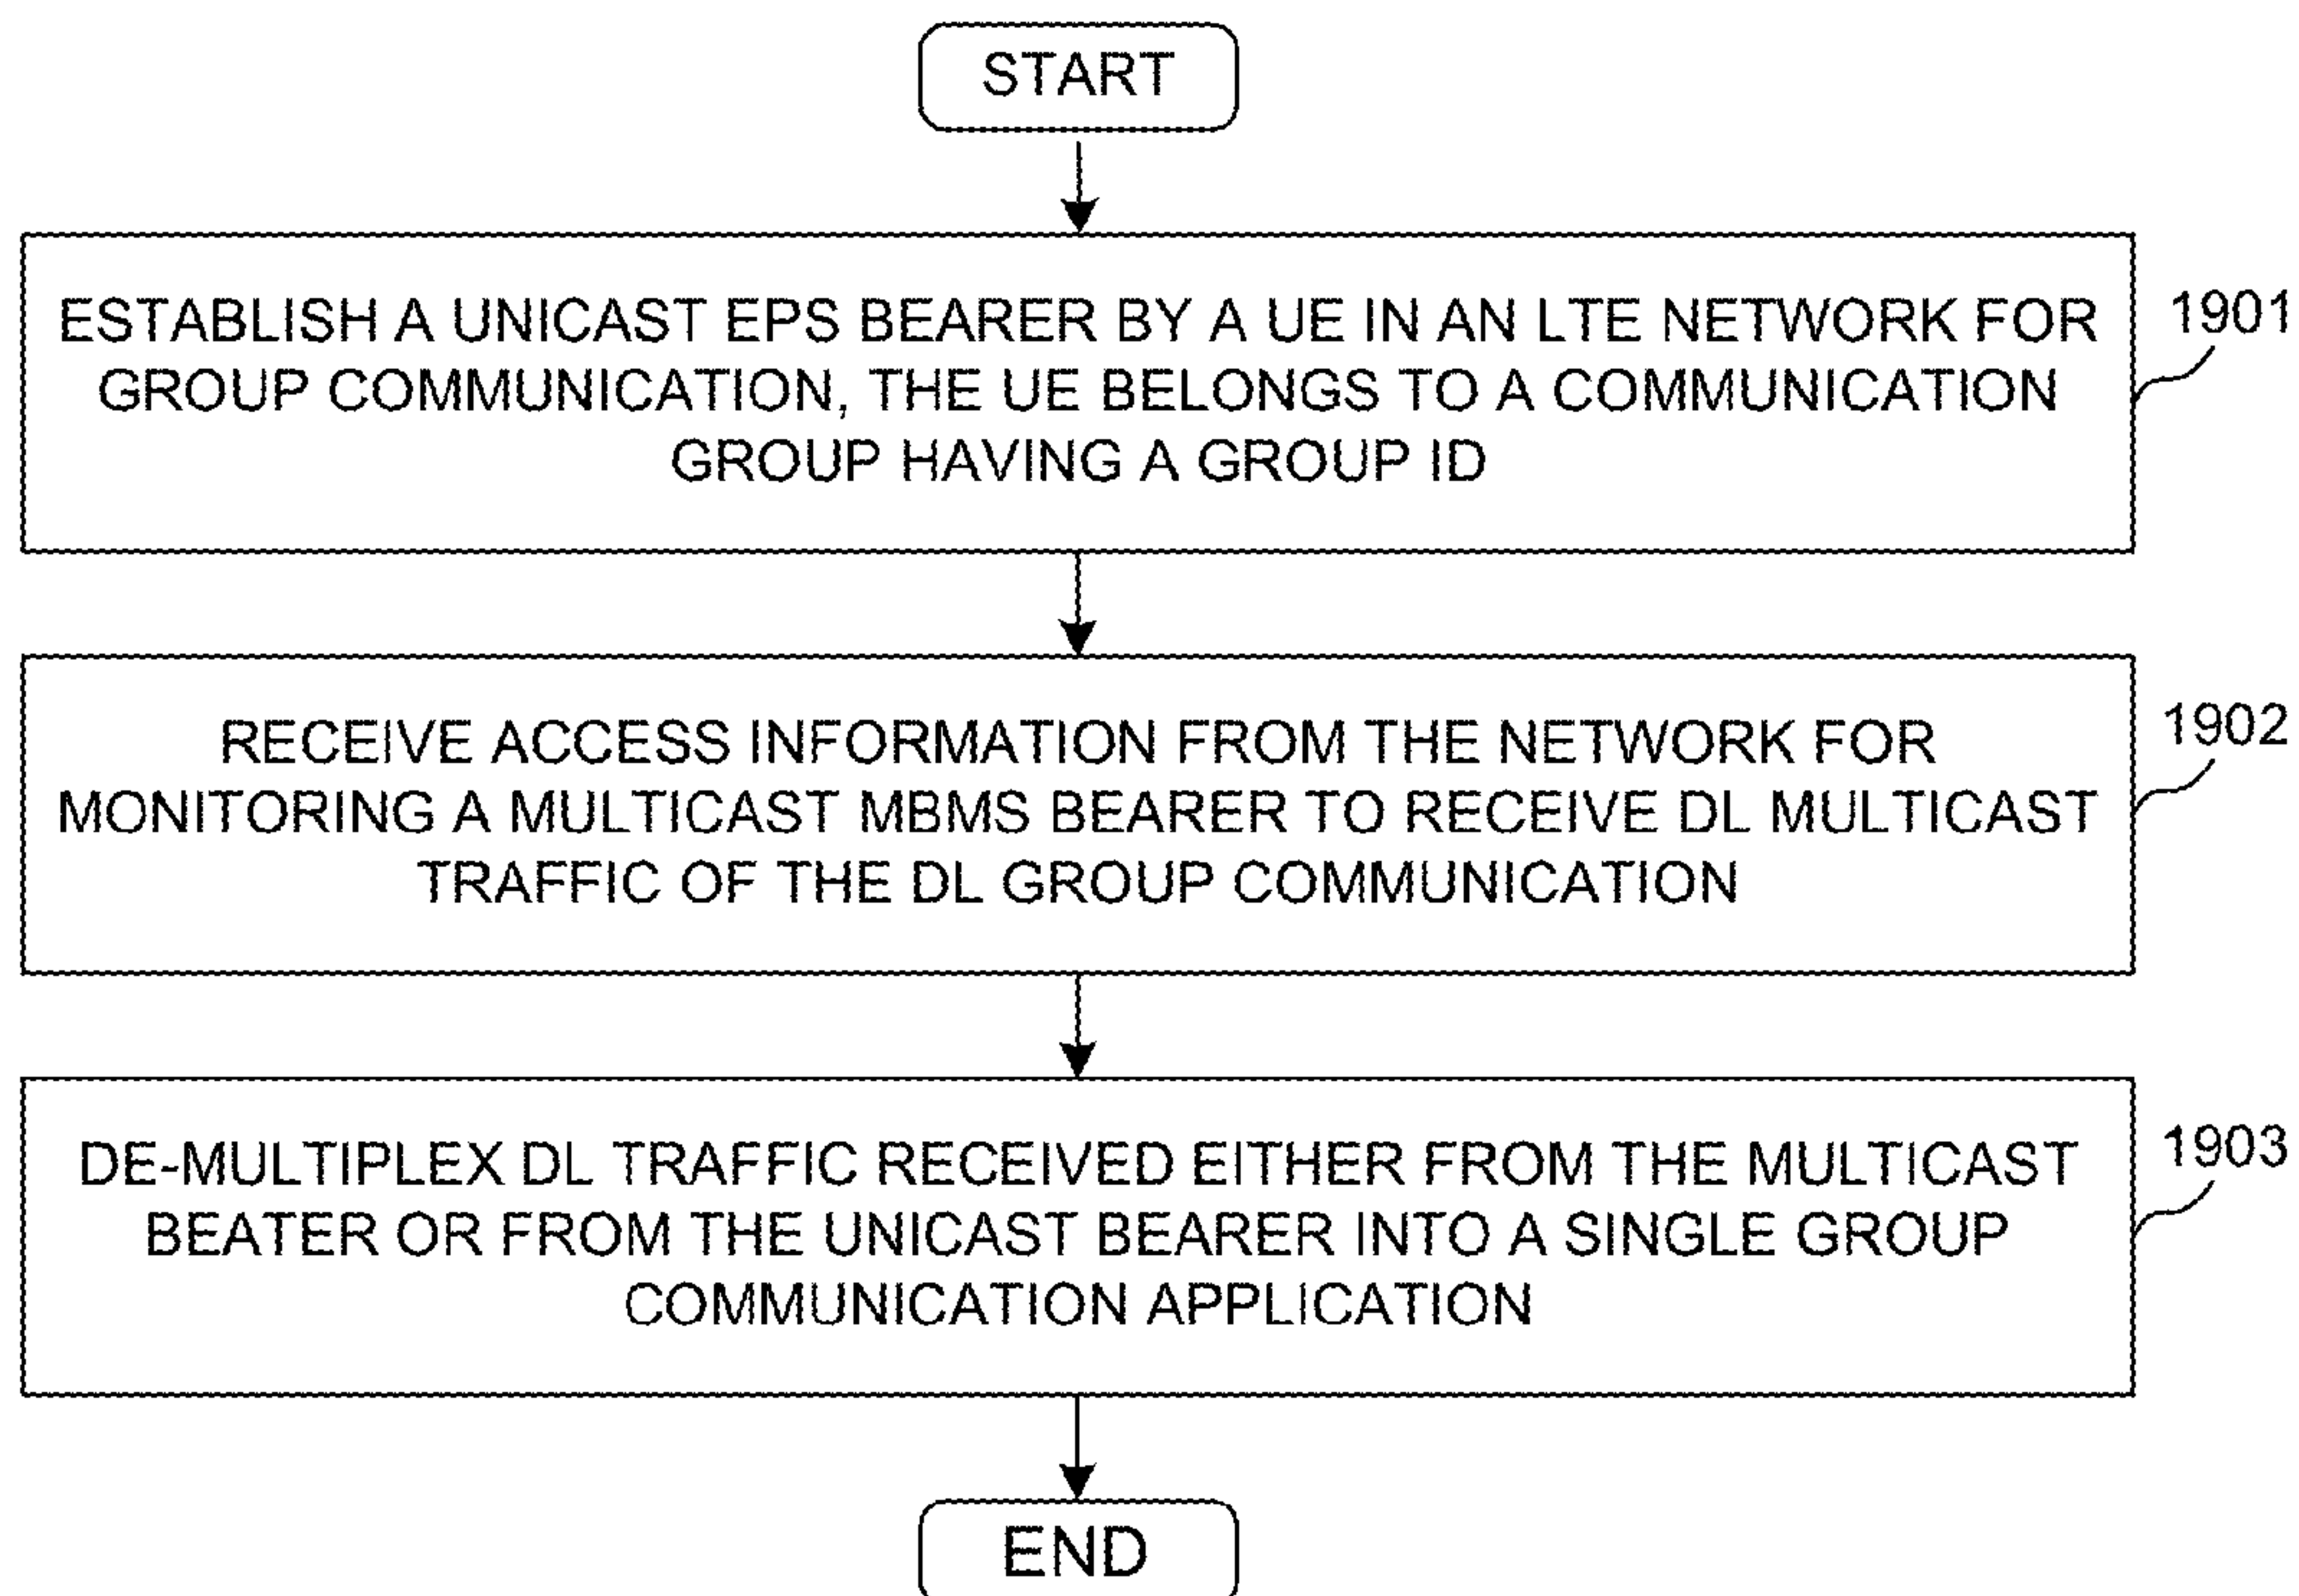 START
ESTABLISH A UNICAST EPS BEARER BY A UE IN AN LTE NETWORK FOR
GROUP COMMUNICATION, THE UE BELONGS TO A COMMUNICATION
GROUP HAVING A GROUP ID
1901
RECEIVE ACCESS INFORMATION FROM THE NETWORK FOR
MONITORING A MULTICAST MBMS BEARER TO RECEIVE DL MULTICAST
TRAFFIC OF THE DL GROUP COMMUNICATION
1902
DE-MULTIPLEX DL TRAFFIC RECEIVED EITHER FROM THE MULTICAST
BEATER OR FROM THE UNICAST BEARER INTO A SINGLE GROUP
COMMUNICATION APPLICATION
1903
END